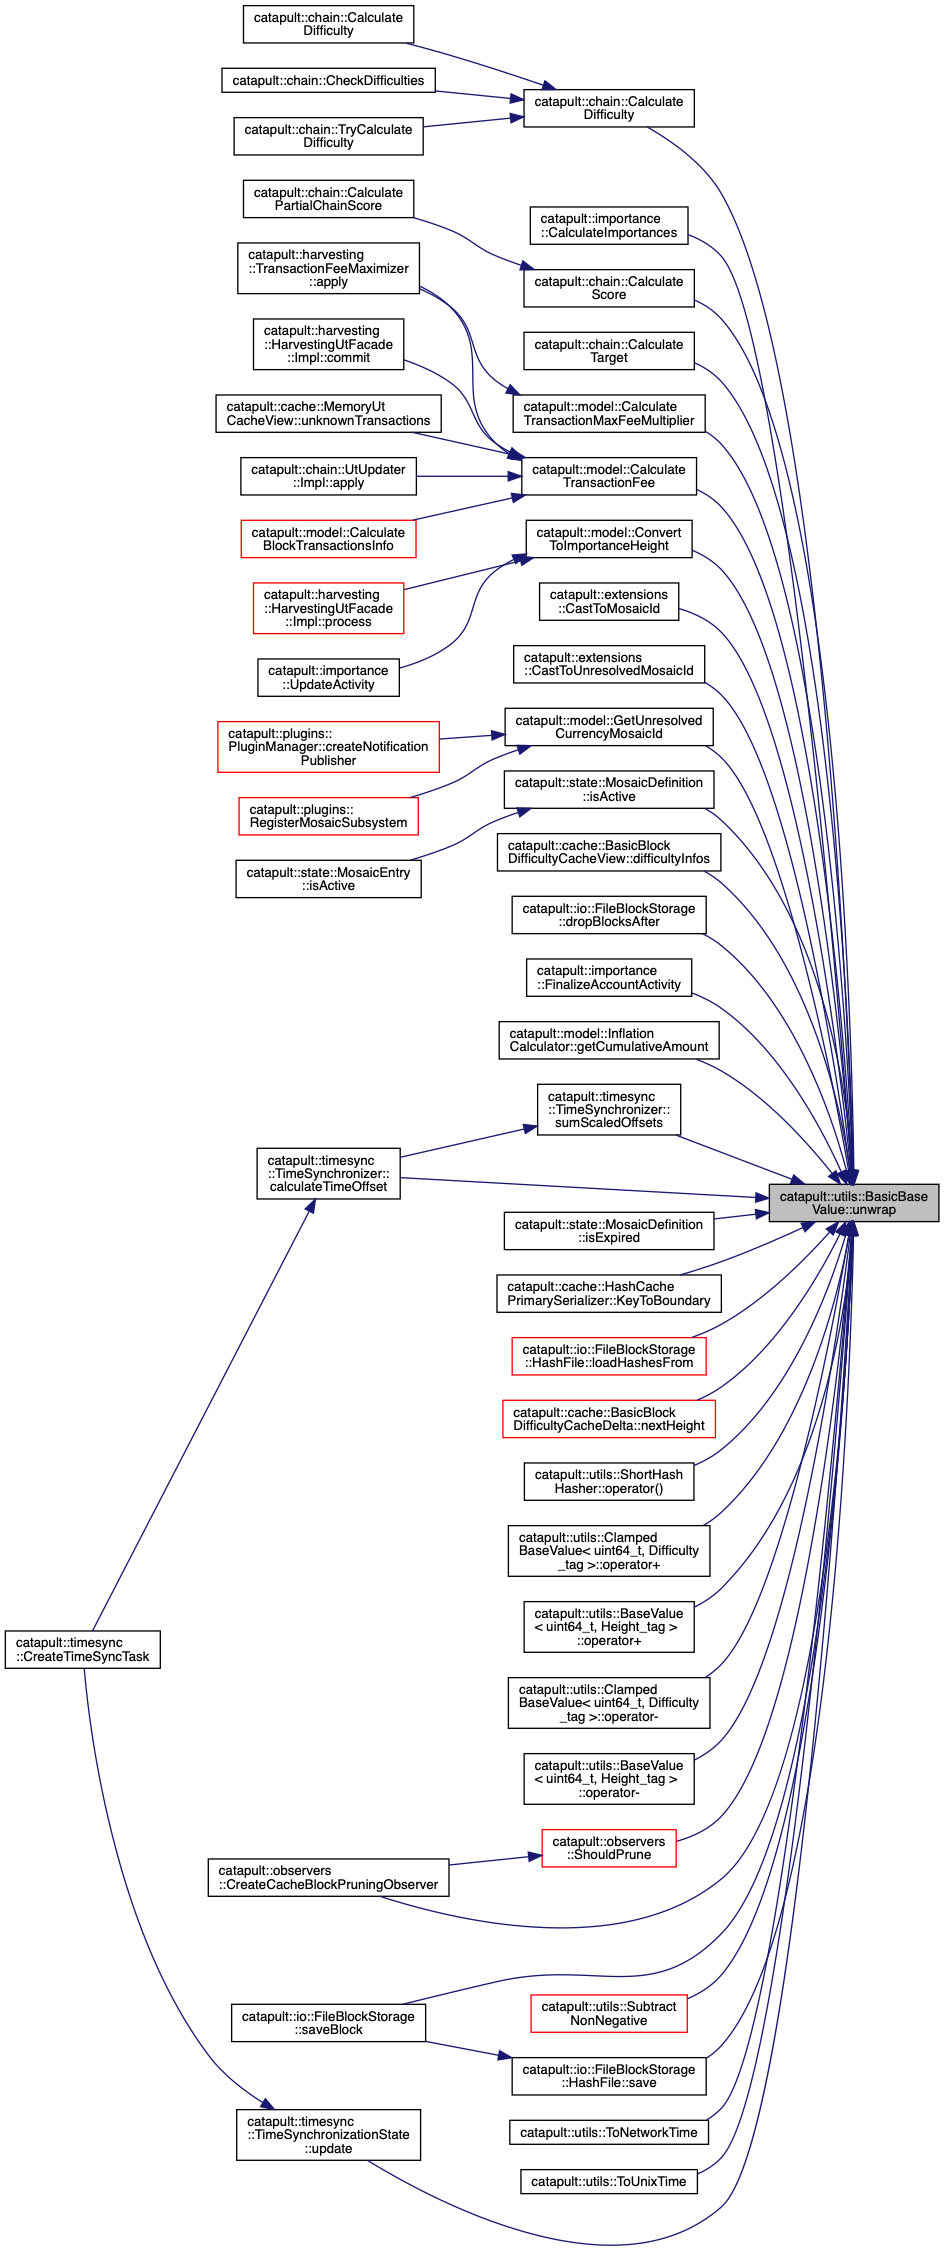 catapult::chain::Calculate
Difficulty
catapult::chain::CheckDifficulties
catapult::chain::Calculate
Difficulty
catapult::chain::TryCalculate
Difficulty
catapult::chain::Calculate
PartialChainScore
catapult::importance
::CalculateImportances
catapult::harvesting
::TransactionFeeMaximizer
::apply
catapult::chain::Calculate
Score
catapult::harvesting
::HarvestingUtFacade
::Impl::commit
catapult::chain::Calculate
Target
catapult::cache::MemoryUt
CacheView::unknownTransactions
catapult::model::Calculate
TransactionMaxFeeMultiplier
catapult::chain::UtUpdater
::Impl::apply
catapult::model::Calculate
TransactionFee
catapult::model::Calculate
BlockTransactionsInfo
catapult::model::Convert
ToImportanceHeight
catapult::harvesting
::HarvestingUtFacade
::Impl::process
catapult::extensions
::CastToMosaicId
catapult::importance
::UpdateActivity
catapult::extensions
::CastToUnresolvedMosaicId
catapult::plugins::
PluginManager::createNotification
Publisher
catapult::model::GetUnresolved
CurrencyMosaicId
catapult::plugins::
RegisterMosaicSubsystem
catapult::state::MosaicDefinition
::isActive
catapult::state::MosaicEntry
::isActive
catapult::cache::BasicBlock
DifficultyCacheView::difficultyInfos
catapult::io::FileBlockStorage
::dropBlocksAfter
catapult::importance
::FinalizeAccountActivity
catapult::model::Inflation
Calculator::getCumulativeAmount
catapult::timesync
::TimeSynchronizer::
sumScaledOffsets
catapult::timesync
::TimeSynchronizer::
calculateTimeOffset
catapult::utils::BasicBase
Value::unwrap
catapult::state::MosaicDefinition
::isExpired
catapult::cache::HashCache
PrimarySerializer::KeyToBoundary
catapult::io::FileBlockStorage
::HashFile::loadHashesFrom
catapult::cache::BasicBlock
DifficultyCacheDelta::nextHeight
catapult::utils::ShortHash
Hasher::operator()
catapult::utils::Clamped
BaseValue< uint64_t, Difficulty
_tag >::operator+
catapult::utils::BaseValue
< uint64_t, Height_tag >
::operator+
catapult::timesync
::CreateTimeSyncTask
catapult::utils::Clamped
BaseValue< uint64_t, Difficulty
_tag >::operator-
catapult::utils::BaseValue
< uint64_t, Height_tag >
::operator-
catapult::observers
::ShouldPrune
catapult::observers
::CreateCacheBlockPruningObserver
catapult::utils::Subtract
NonNegative
catapult::io::FileBlockStorage
::saveBlock
catapult::io::FileBlockStorage
::HashFile::save
catapult::timesync
::TimeSynchronizationState
::update
catapult::utils::ToNetworkTime
catapult::utils::ToUnixTime